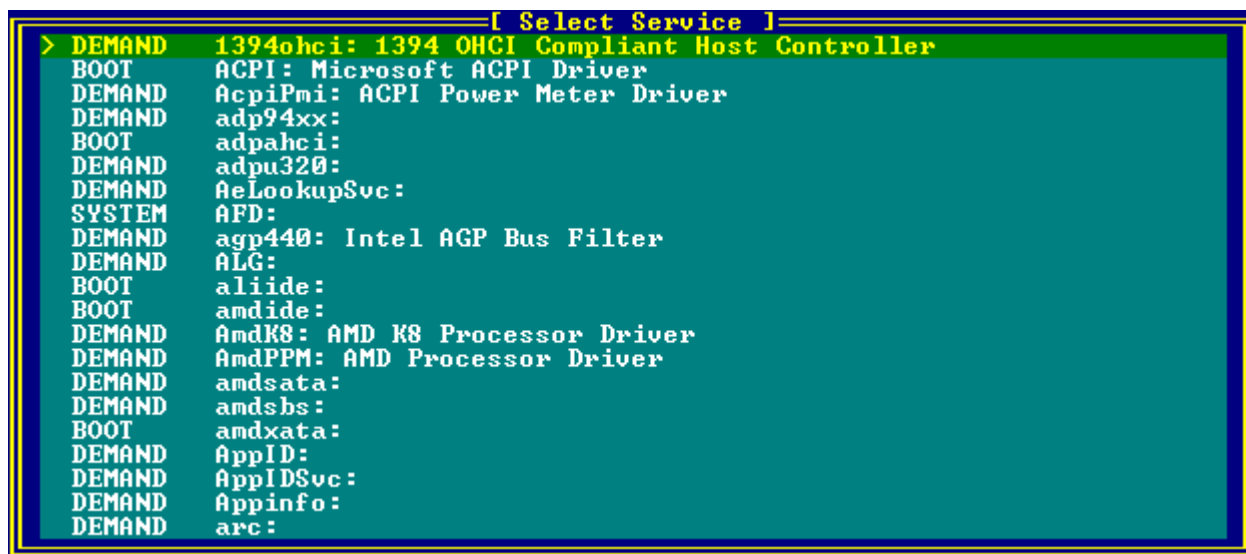 [ Select Service ]
> DEMAND 1394ohci: 1394 OHCI Compliant Host Controller
BOOT ACPI: Microsoft ACPI Driver
DEMAND AcpiPmi: ACPI Power Meter Driver
DEMAND adp94xx:
BOOT adpahci:
DEMAND adpu320:
DEMAND AeLookupSvc:
SYSTEM AFD:
DEMAND agp440: Intel AGP Bus Filter
DEMAND ALG:
BOOT aliide:
BOOT amdide:
DEMAND AmdK8: AMD K8 Processor Driver
DEMAND AmdPPM: AMD Processor Driver
DEMAND amdsata:
DEMAND amdsbs:
BOOT amdxata:
DEMAND AppID:
DEMAND AppIDSvc:
DEMAND Appinfo:
DEMAND arc: